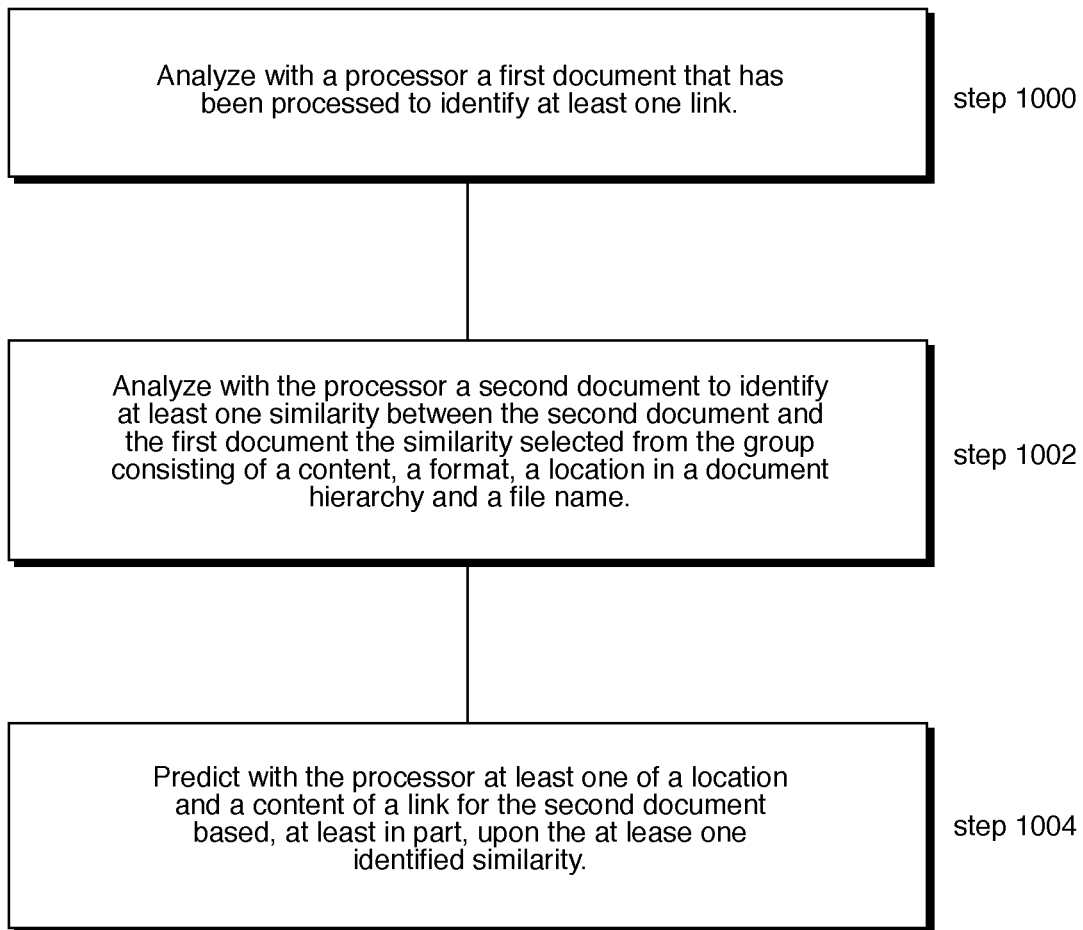 Analyze with a processor a first document that has
been processed to identify at least one link.
step 1000
Analyze with the processor a second document to identify
at least one similarity between the second document and
the first document the similarity selected from the group
consisting of a content, a format, a location in a document
hierarchy and a file name.
step 1002
Predict with the processor at least one of a location
and a content of a link for the second document
based, at least in part, upon the at lease one
identified similarity.
step 1004